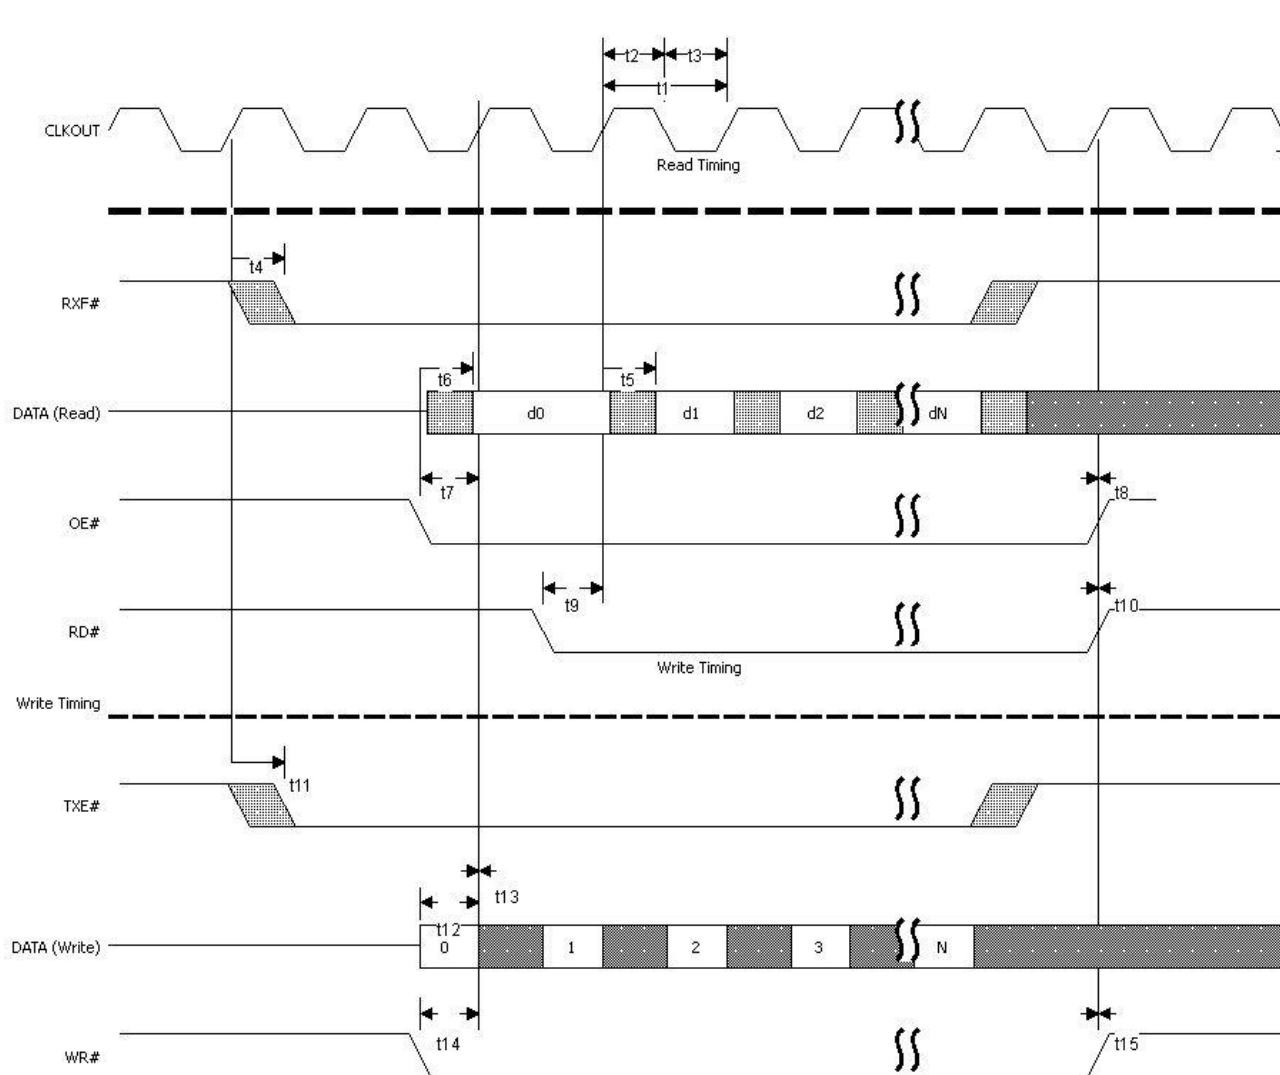 t2 t3
t1
CLKOUT
Read Timing
t4
RXF#
t6 t5
DATA (Read) d0 d1 d2 dN
t7 t8
OE#
t9 t10
RD#
Write Timing
Write Timing
t11
TXE#
t13
t12
DATA (Write) 0 1 2 3 N
t14 t15
WR#